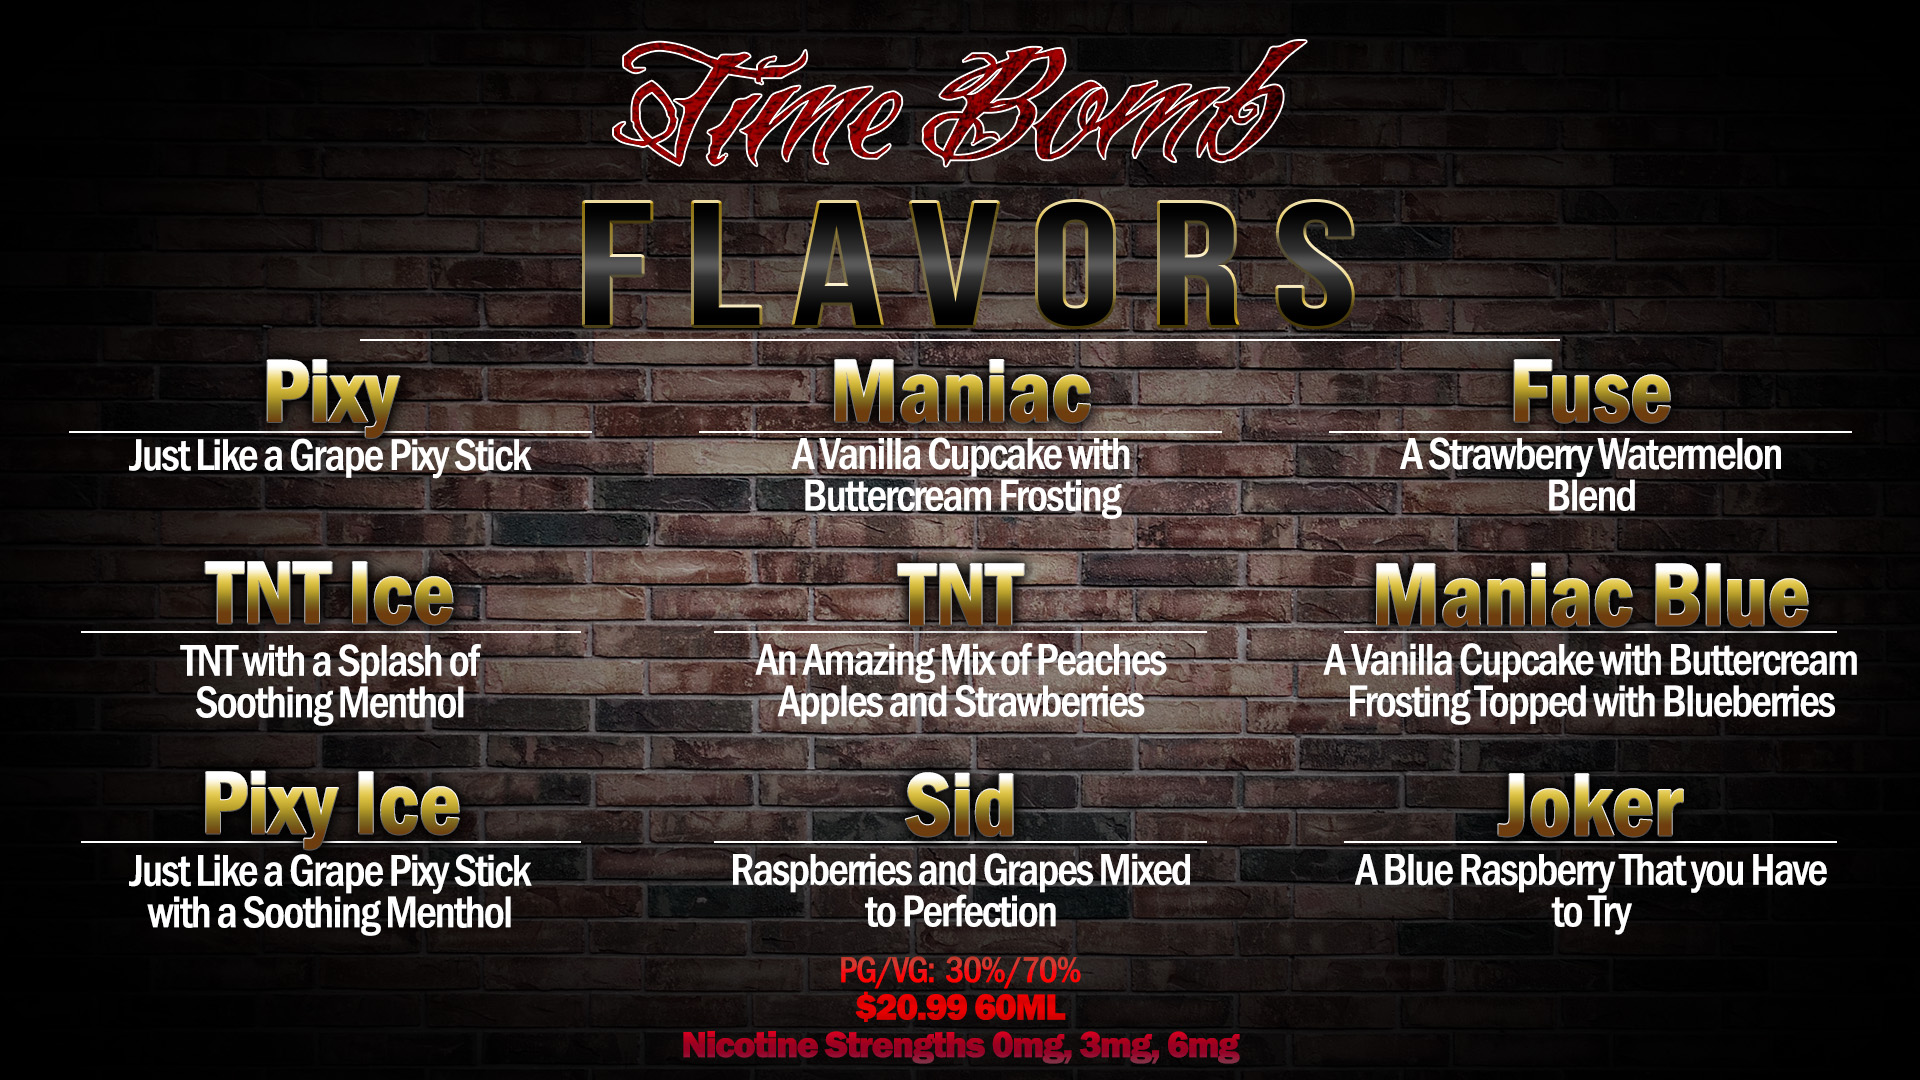 Time Bomb
FLAVORS
Pixy
Just Like a Grape Pixy Stick
Maniac
A Vanilla Cupcake with
Buttercream Frosting
Fuse
A Strawberry Watermelon
Blend
TNT Ice
TNT with a Splash of
Soothing Menthol
TNT
An Amazing Mix of Peaches
Apples and Strawberries
Maniac Blue
A Vanilla Cupcake with Buttercream
Frosting Topped with Blueberries
Pixy Ice
Just Like a Grape Pixy Stick
with a Soothing Menthol
Sid
Raspberries and Grapes Mixed
to Perfection
Joker
A Blue Raspberry That you Have
to Try
PG/VG: 30%/70%
$20.99 60ML
Nicotine Strengths 0mg, 3mg, 6mg